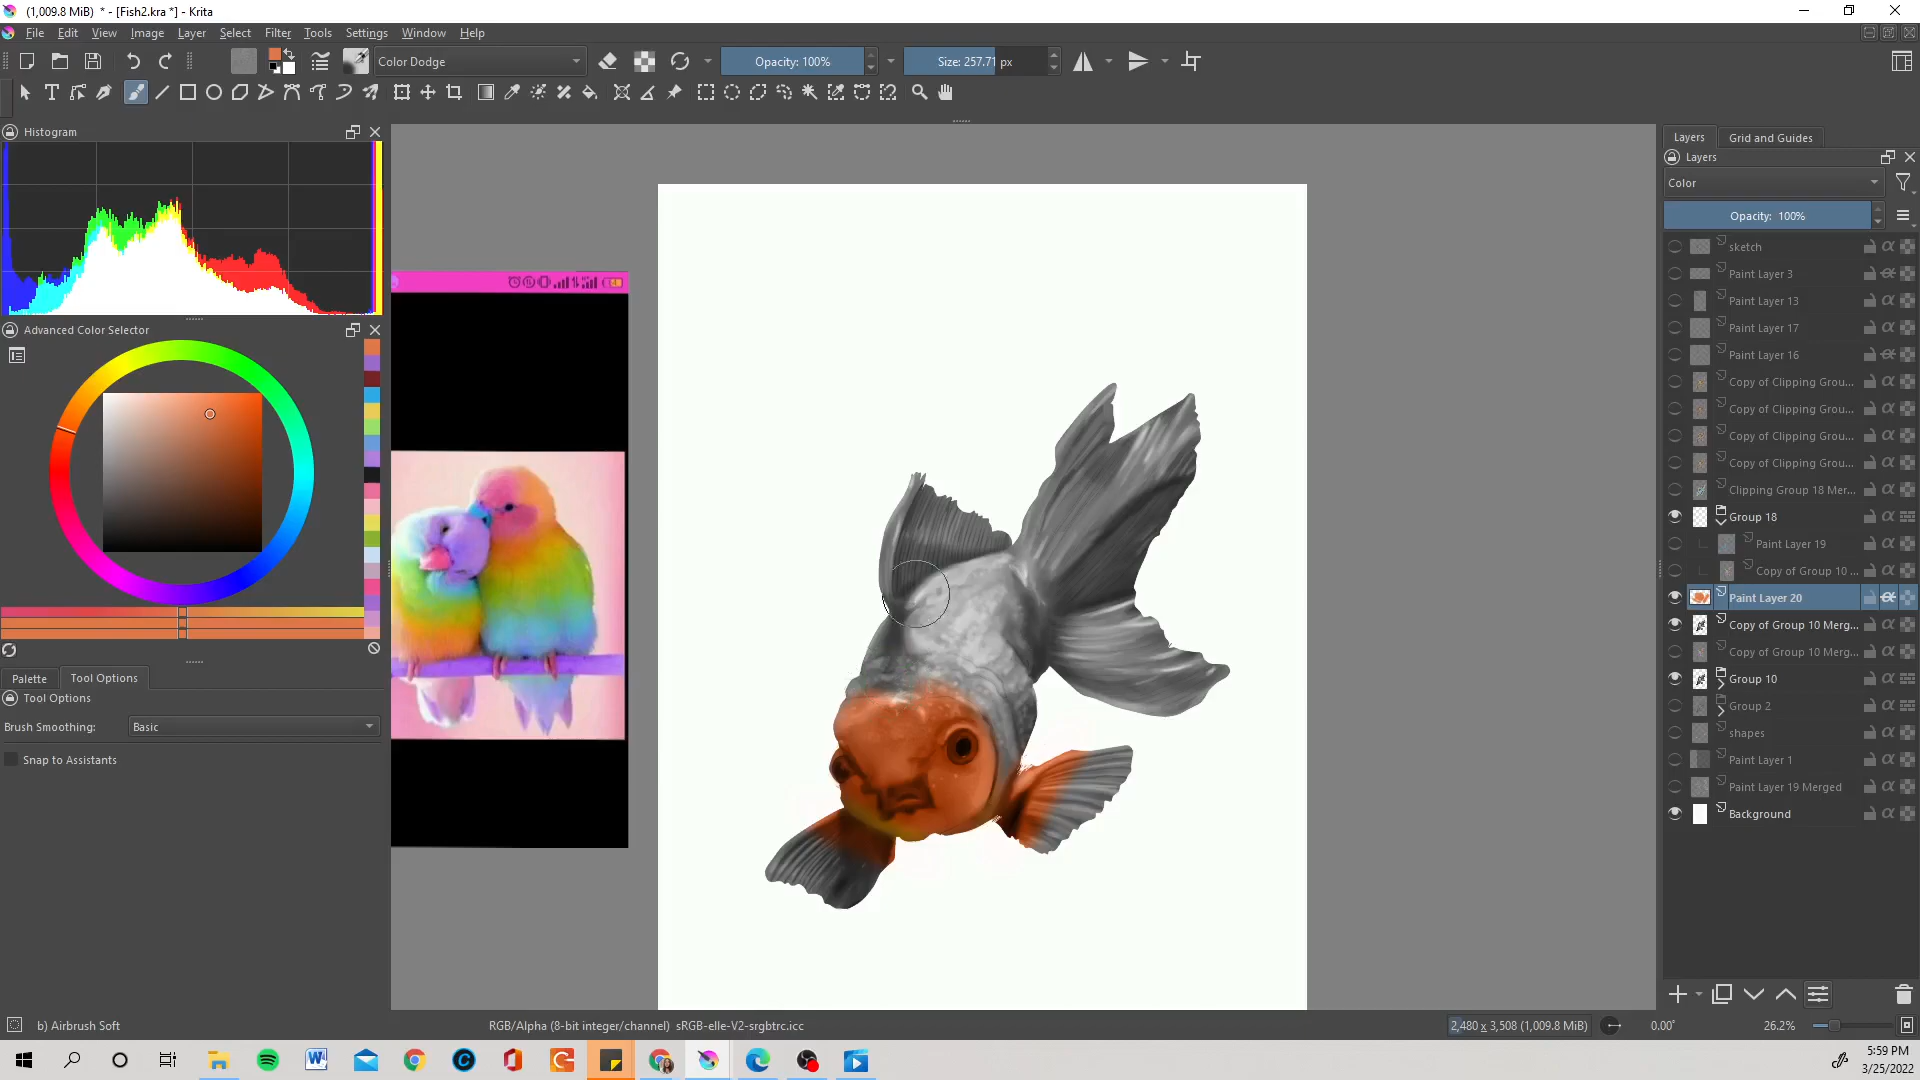 (1,009.8 MiB)  * - [Fish2.kra *] - Krita
File Edit View Image Layer Select Filter Tools Settings Window Help
Color Dodge
Opacity: 100%
Size: 257.71 px
Histogram
Advanced Color Selector
Palette
Tool Options
Tool Options
Brush Smoothing:
Basic
Snap to Assistants
Layers
Grid and Guides
Layers
Color
Opacity:  100%
sketch
Paint Layer 3
Paint Layer 13
Paint Layer 17
Paint Layer 16
Copy of Clipping Grou...
Copy of Clipping Grou...
Copy of Clipping Grou...
Copy of Clipping Grou...
Clipping Group 18 Mer...
Group 18
Paint Layer 19
Copy of Group 10 ...
Paint Layer 20
Copy of Group 10 Merg...
Copy of Group 10 Merg...
Group 10
Group 2
shapes
Paint Layer 1
Paint Layer 19 Merged
Background
b) Airbrush Soft
RGB/Alpha (8-bit integer/channel)  sRGB-elle-V2-srgbtrc.icc
2,480 x 3,508 (1,009.8 MiB)
0.00°
26.2%
5:59 PM
3/25/2022